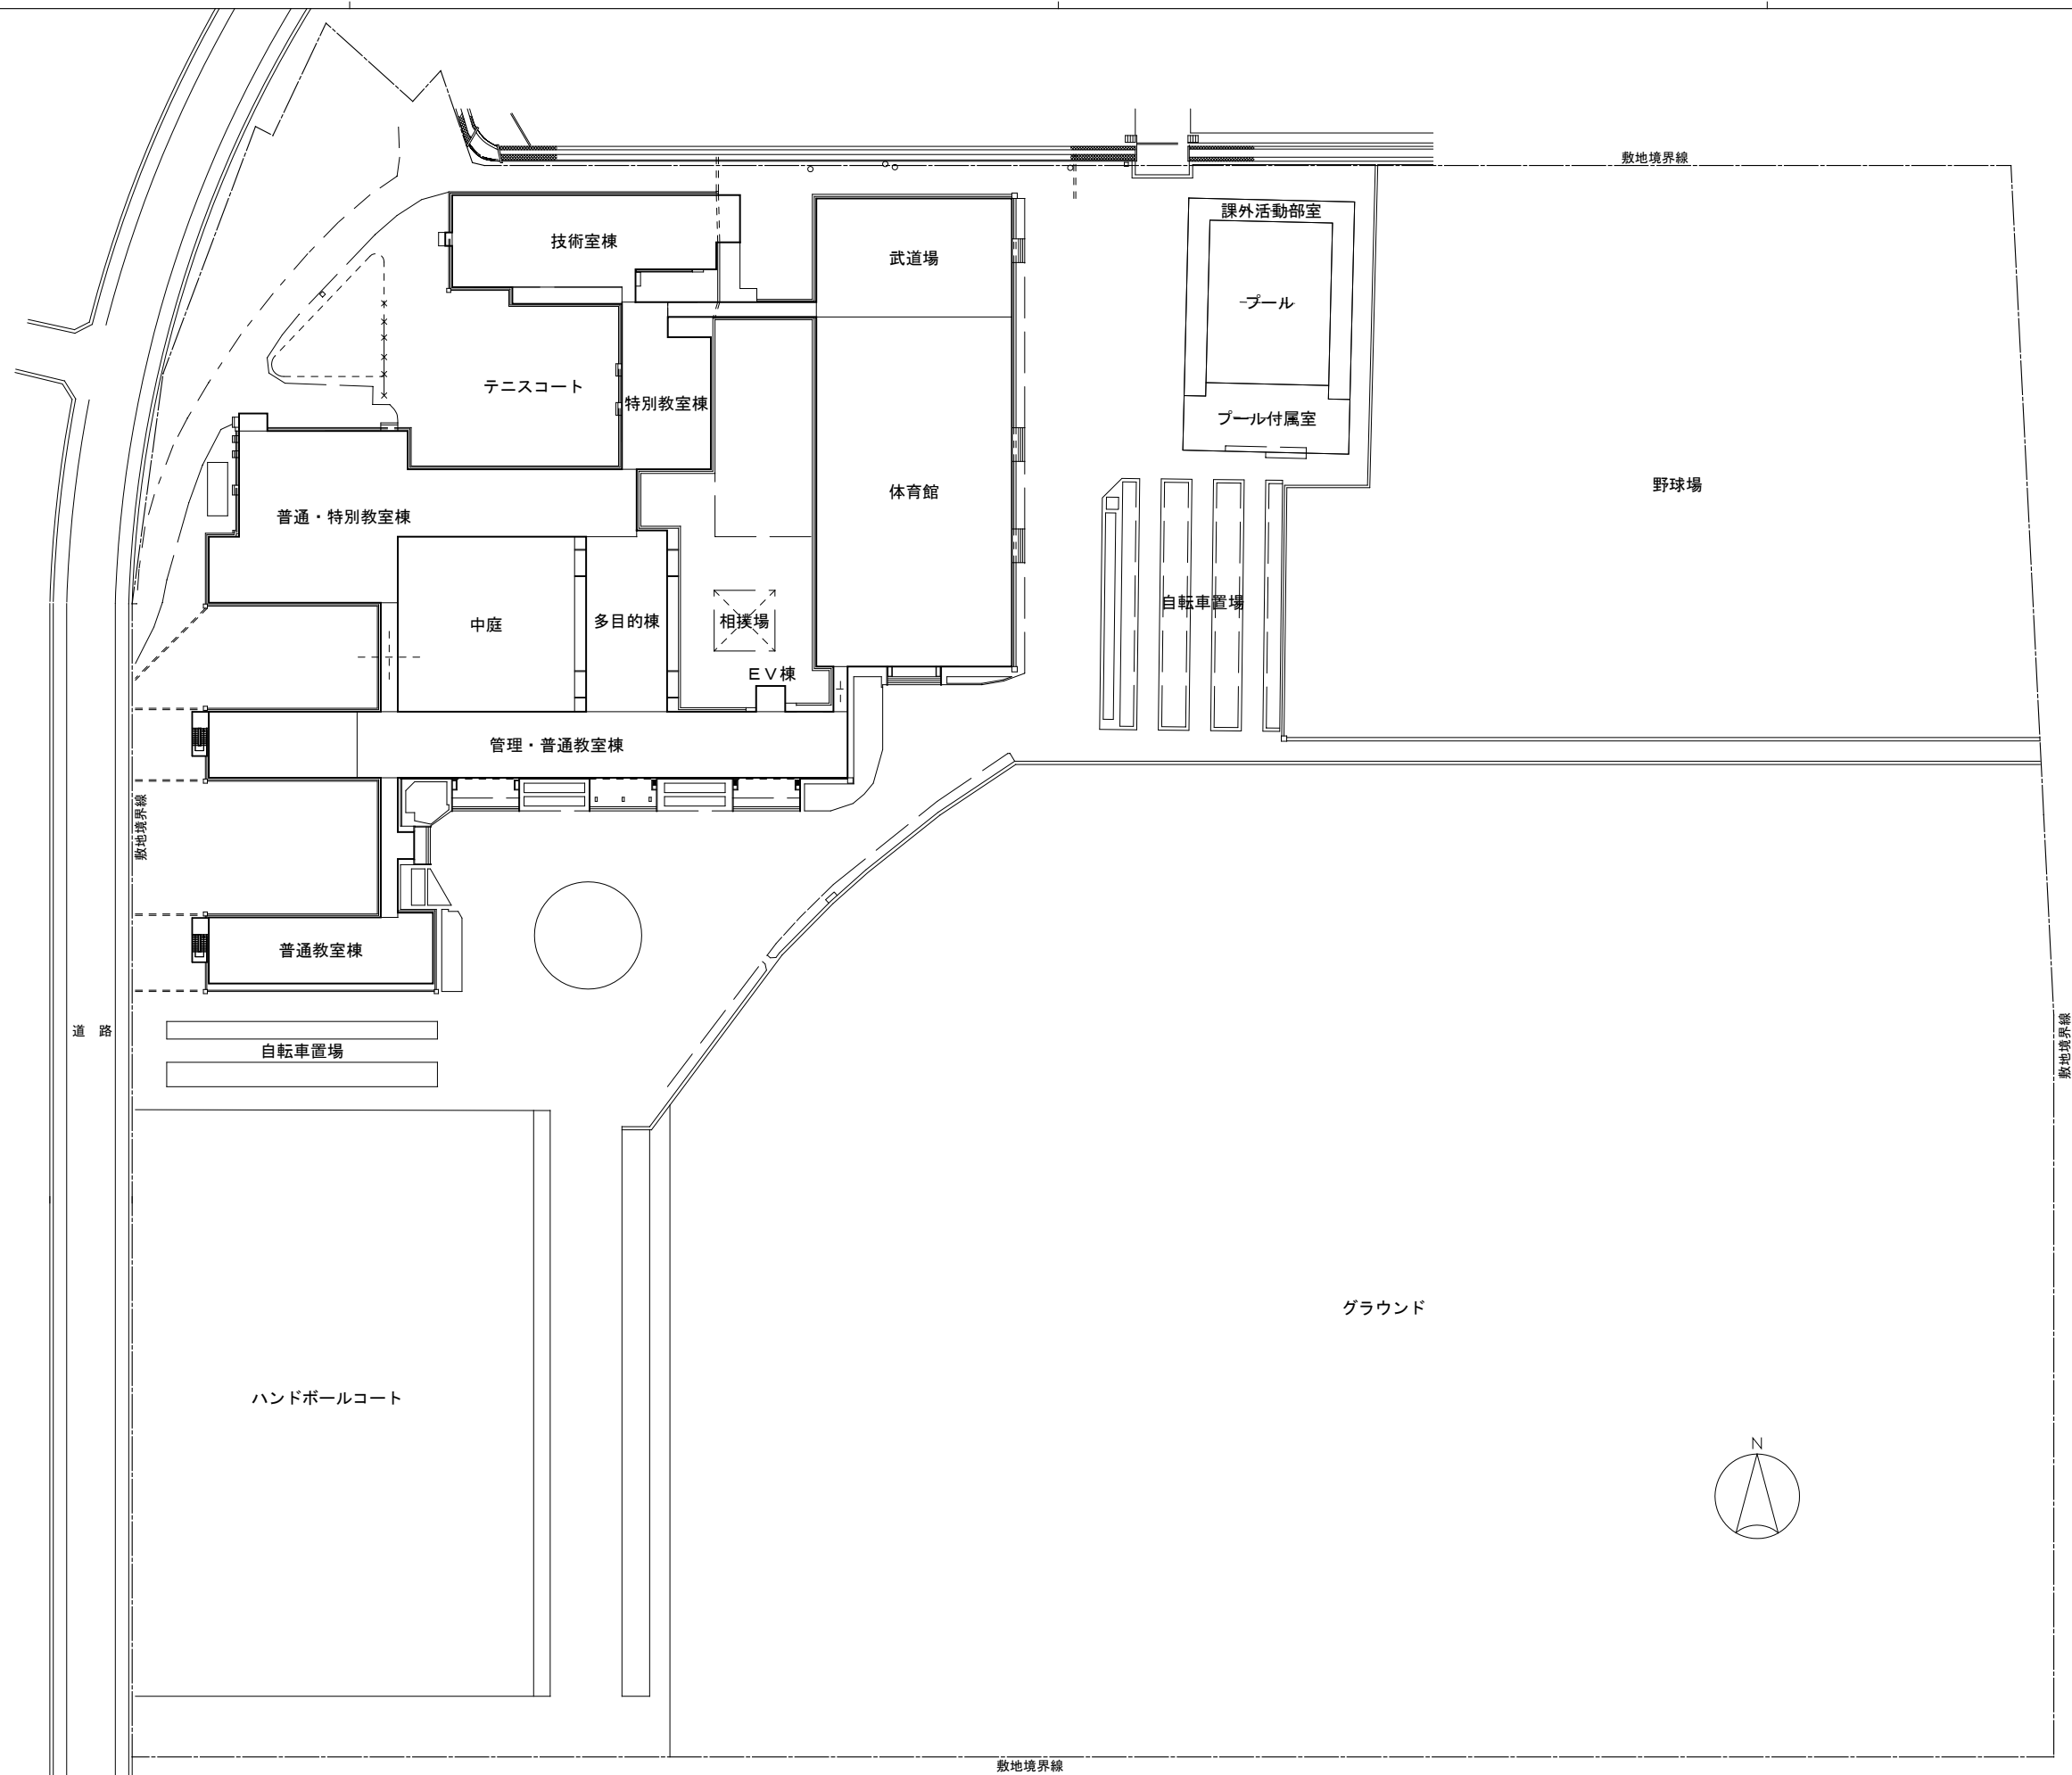 敷地境界線
課外活動部室
技術室棟
武道場
プール
テニスコート
特別教室棟
プール付属室
野球場
体育館
普通・特別教室棟
自転車置場
中庭
多目的棟
相撲場
EV棟
管理・普通教室棟
敷地境界線
普通教室棟
道 路
敷地境界線
自転車置場
グラウンド
ハンドボールコート
N
敷地境界線